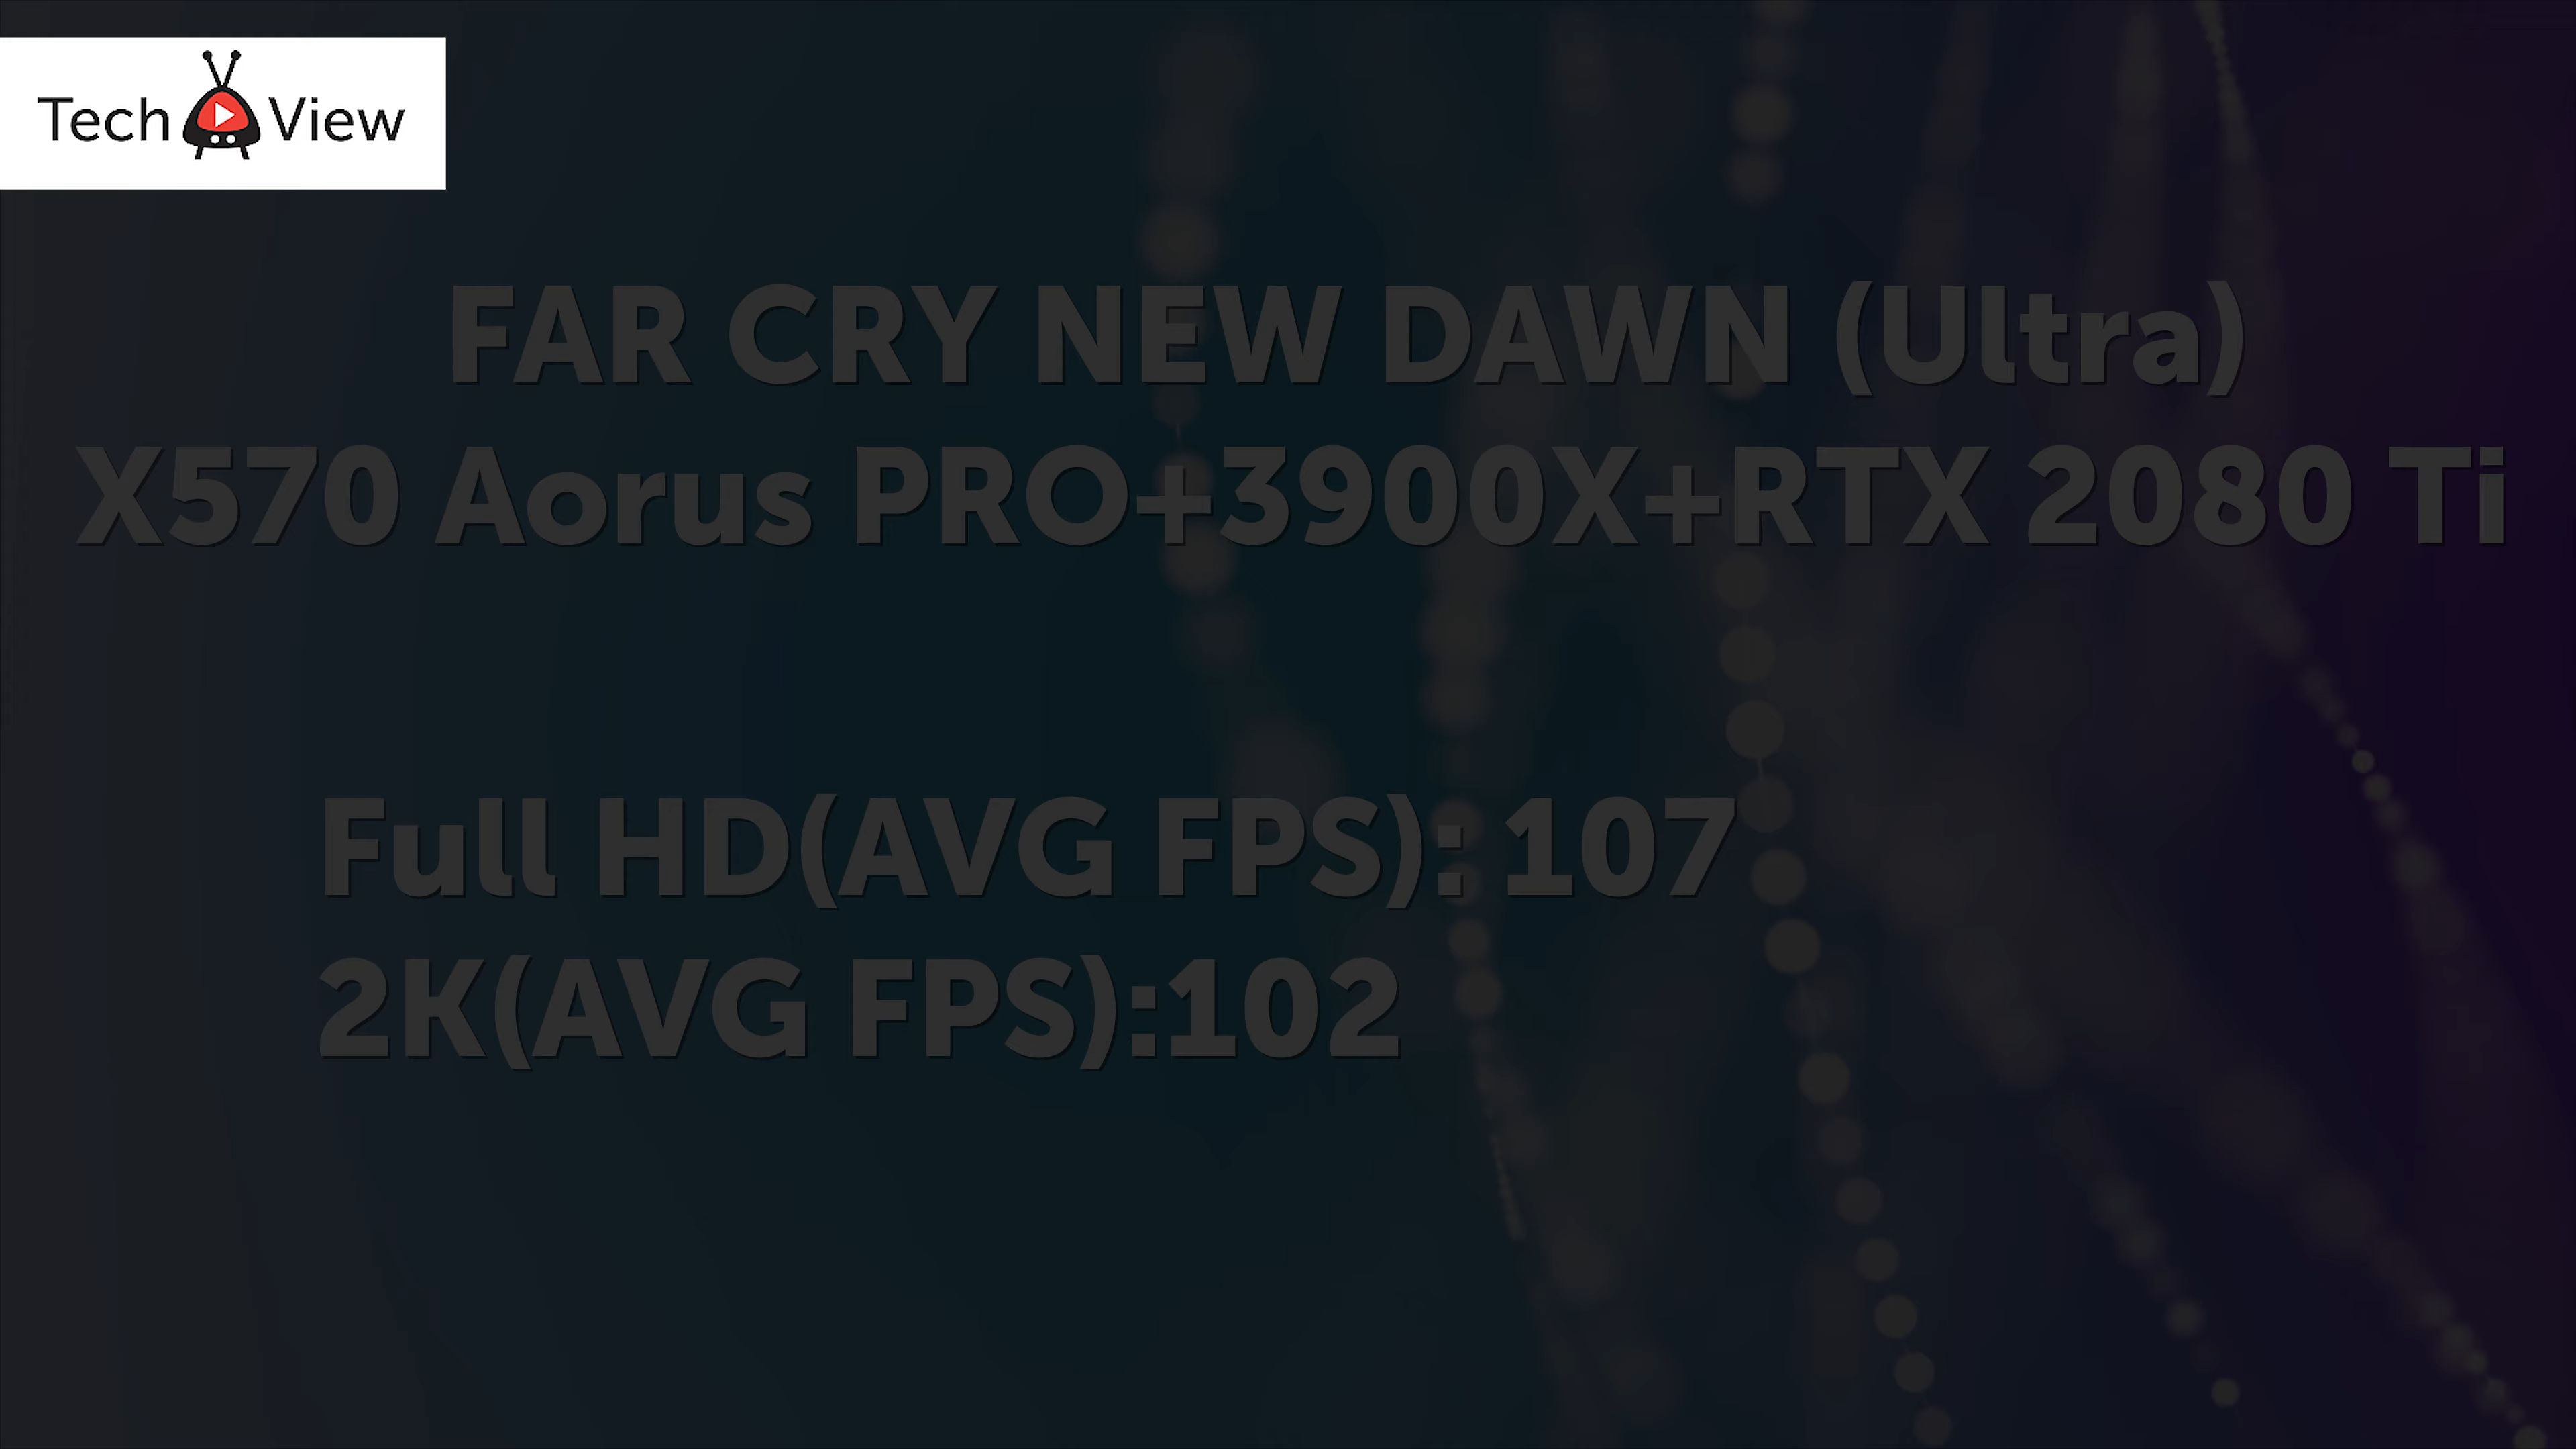 Tech View
FAR CRY NEW DAWN (Ultra)
X570 Aorus PRO+3900X+RTX 2080 Ti
Full HD(AVG FPS): 107
2K(AVG FPS):102